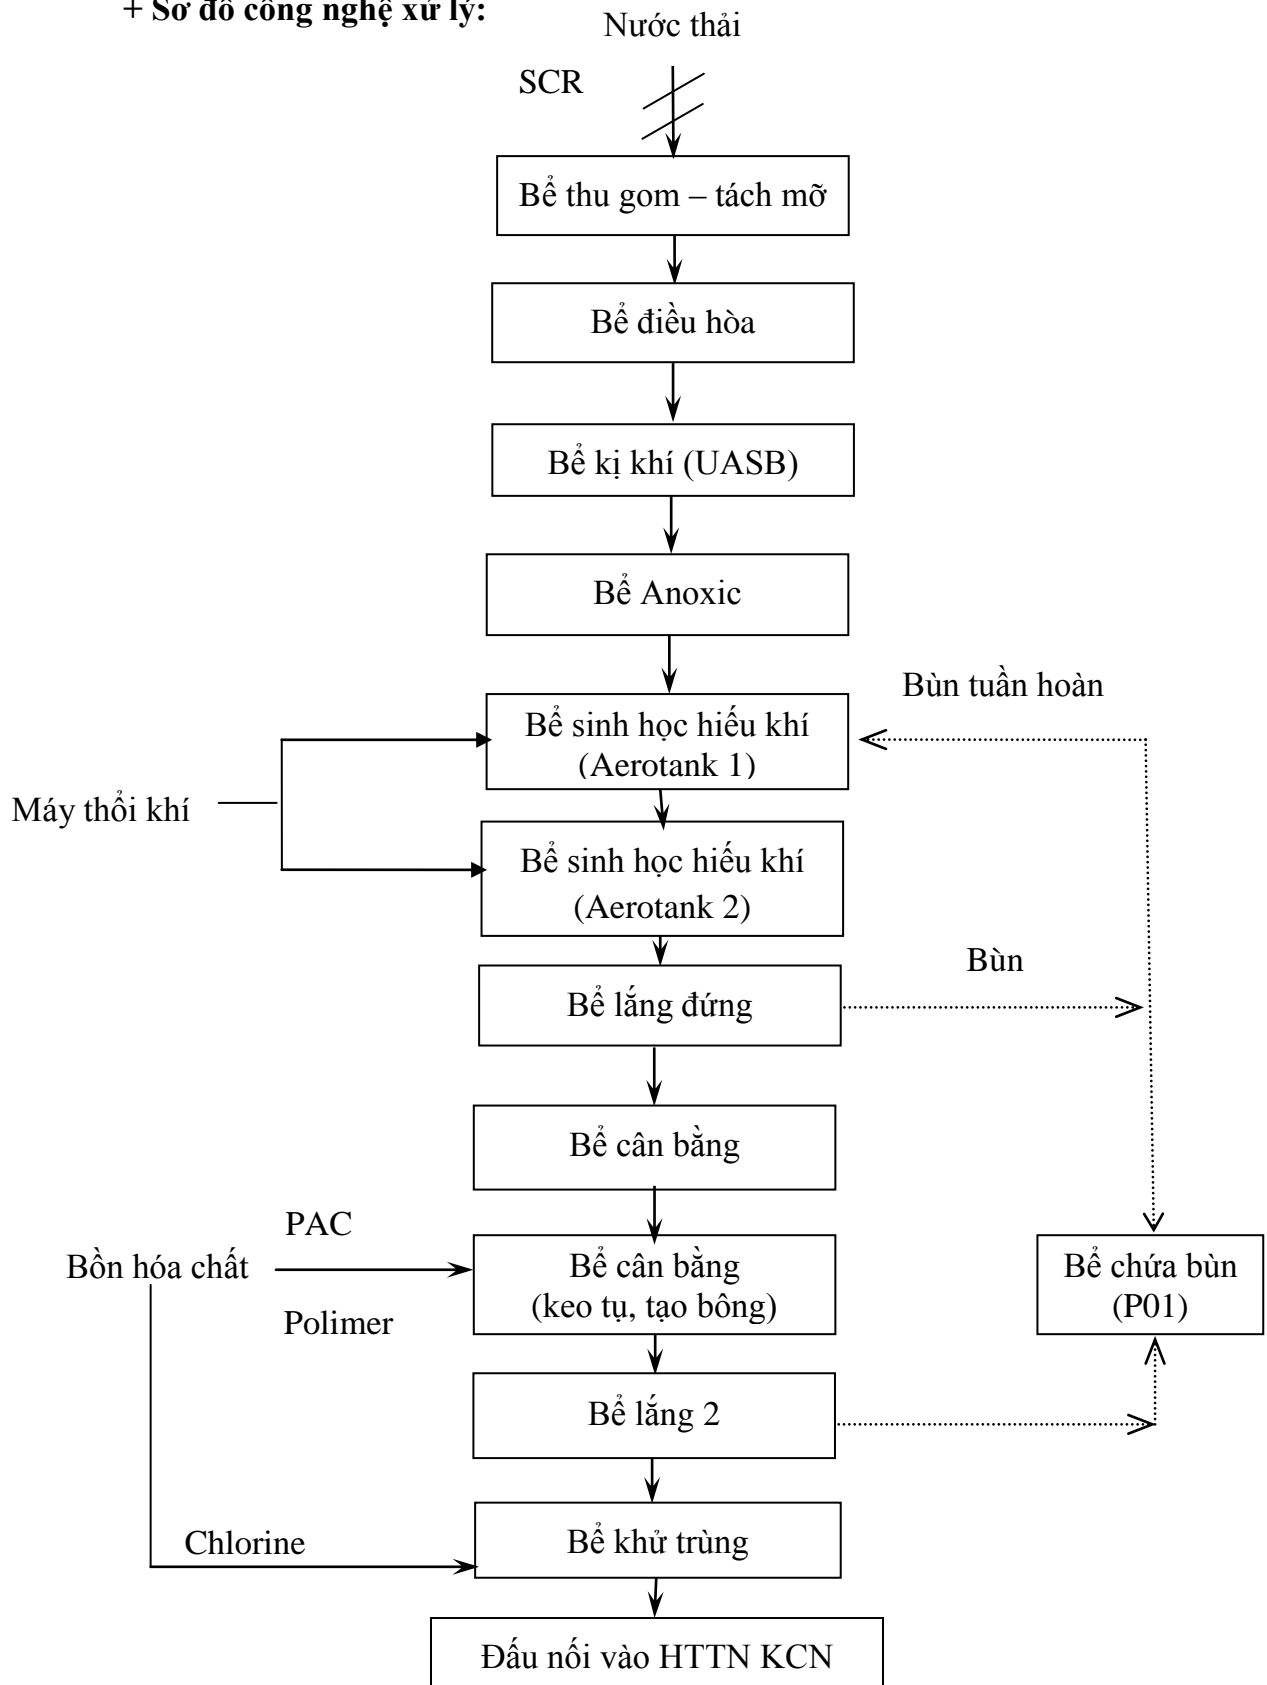 + Sơ đồ công nghệ xử lý:
Nước thải
SCR
Bể thu gom – tách mỡ
Bể điều hòa
Bể kị khí (UASB)
Bể Anoxic
Bùn tuần hoàn
Bể sinh học hiếu khí
(Aerotank 1)
Máy thổi khí
Bể sinh học hiếu khí
(Aerotank 2)
Bùn
Bể lắng đứng
Bể cân bằng
PAC
Bồn hóa chất
Bể cân bằng
(keo tụ, tạo bông)
Bể chứa bùn
(P01)
Polimer
Bể lắng 2
Chlorine
Bể khử trùng
Đấu nối vào HTTN KCN